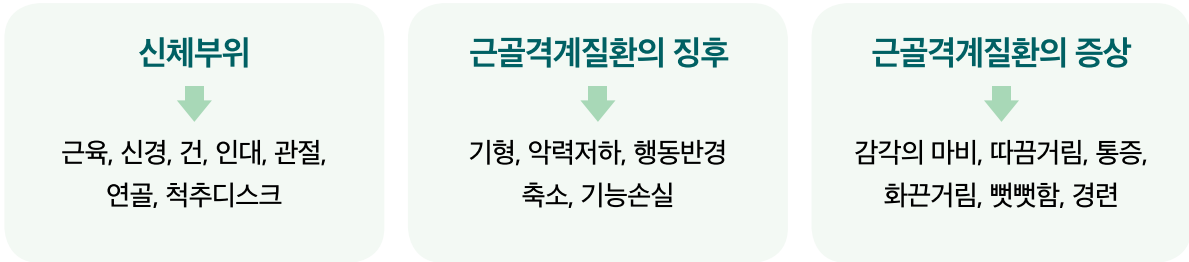 신체부위
근육, 신경, 건, 인대, 관절,
연골, 척추디스크
근골격계질환의 징후
기형, 악력저하, 행동반경
축소, 기능손실
근골격계질환의 증상
감각의 마비, 따끔거림, 통증,
화끈거림, 뻣뻣함, 경련